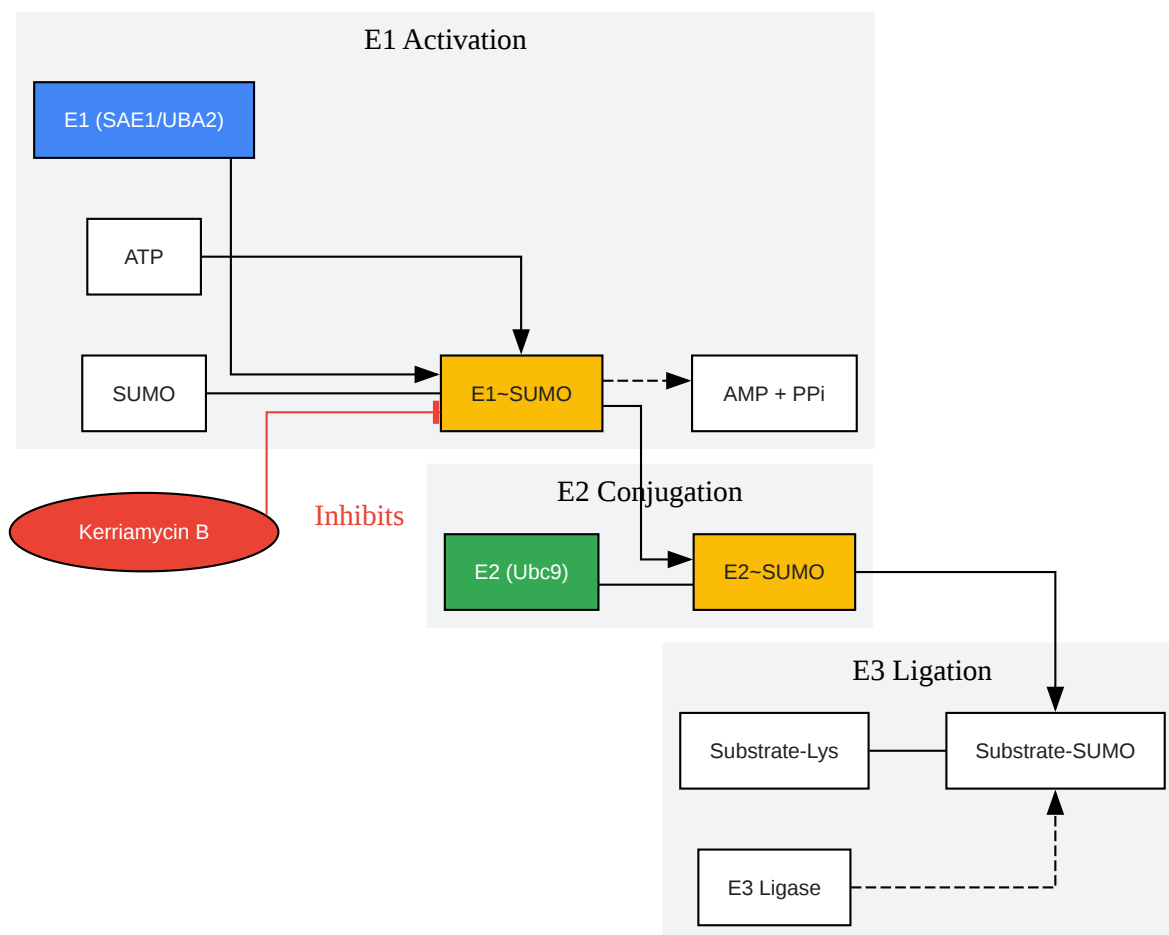 E1 Activation
E1 (SAE1/UBA2)
ATP
SUMO
E1~SUMO
AMP + PPi
Kerriamycin B
Inhibits
E2 Conjugation
E2 (Ubc9)
E2~SUMO
E3 Ligation
Substrate-Lys
Substrate-SUMO
E3 Ligase